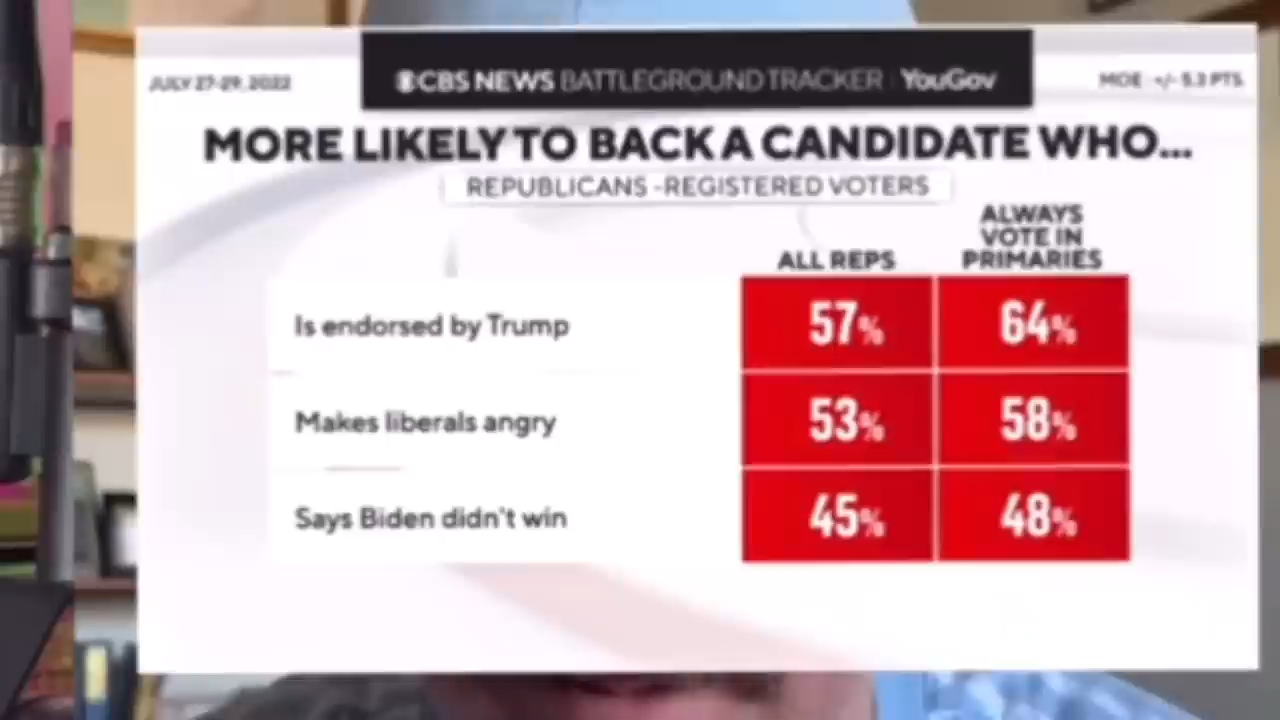 JULY 27-29, 2022
CBS NEWS BATTLEGROUND TRACKER | YouGov
MOE +/- 5.3 PTS.
MORE LIKELY TO BACK A CANDIDATE WHO...
REPUBLICANS -REGISTERED VOTERS
ALL REPS
ALWAYS
VOTE IN
PRIMARIES
Is endorsed by Trump 57% 64%
Makes liberals angry 53% 58%
Says Biden didn't win 45% 48%